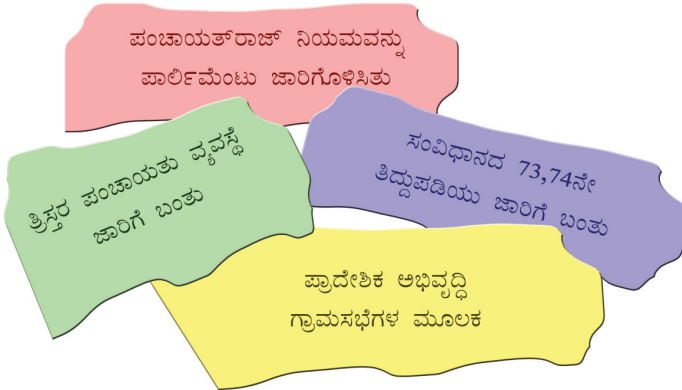 ಪಂಚಾಯತ್‌ರಾಜ್ ನಿಯಮವನ್ನು
ಪಾರ್ಲಿಮೆಂಟು ಜಾರಿಗೊಳಿಸಿತು
ತ್ರಿಸ್ತರ ಪಂಚಾಯತು ವ್ಯವಸ್ಥೆ
ಜಾರಿಗೆ ಬಂತು
ಸಂವಿಧಾನದ 73,74ನೇ
ತಿದ್ದುಪಡಿಯು ಜಾರಿಗೆ ಬಂತು
ಪ್ರಾದೇಶಿಕ ಅಭಿವೃದ್ಧಿ
ಗ್ರಾಮಸಭೆಗಳ ಮೂಲಕ